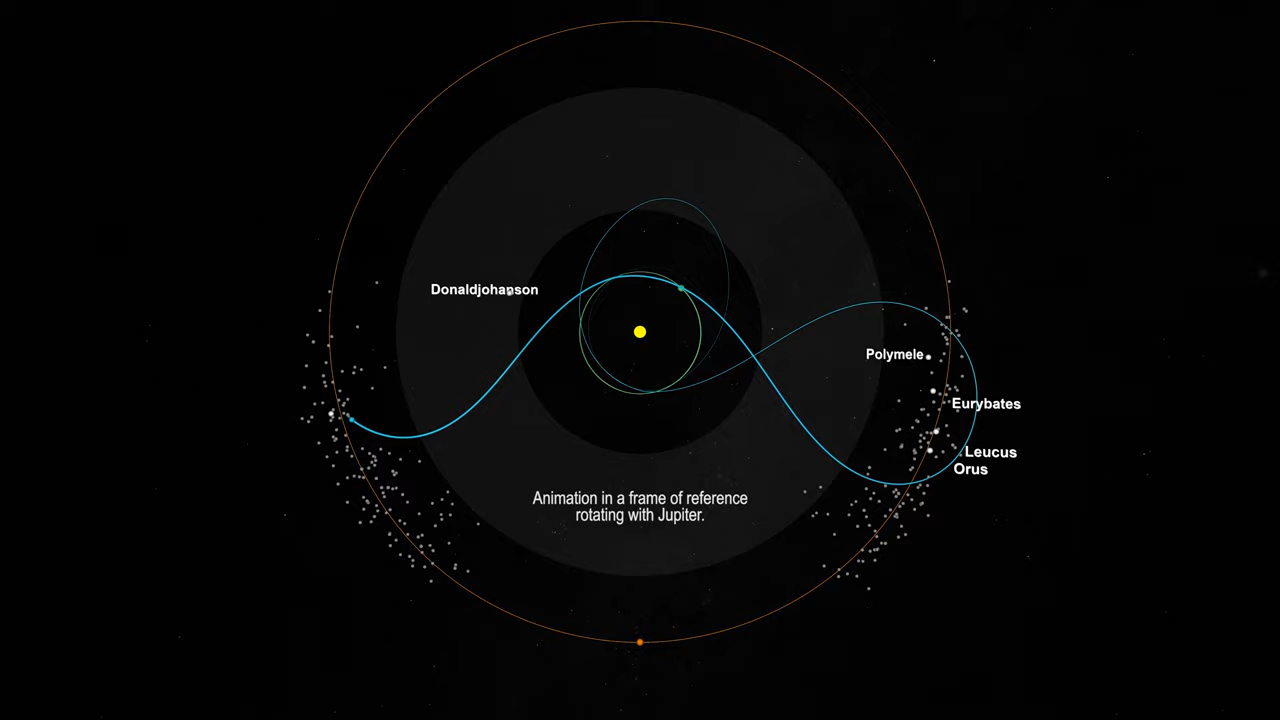 Donaldjohanson
Polymele
Eurybates
Leucus
Orus
Animation in a frame of reference
rotating with Jupiter.